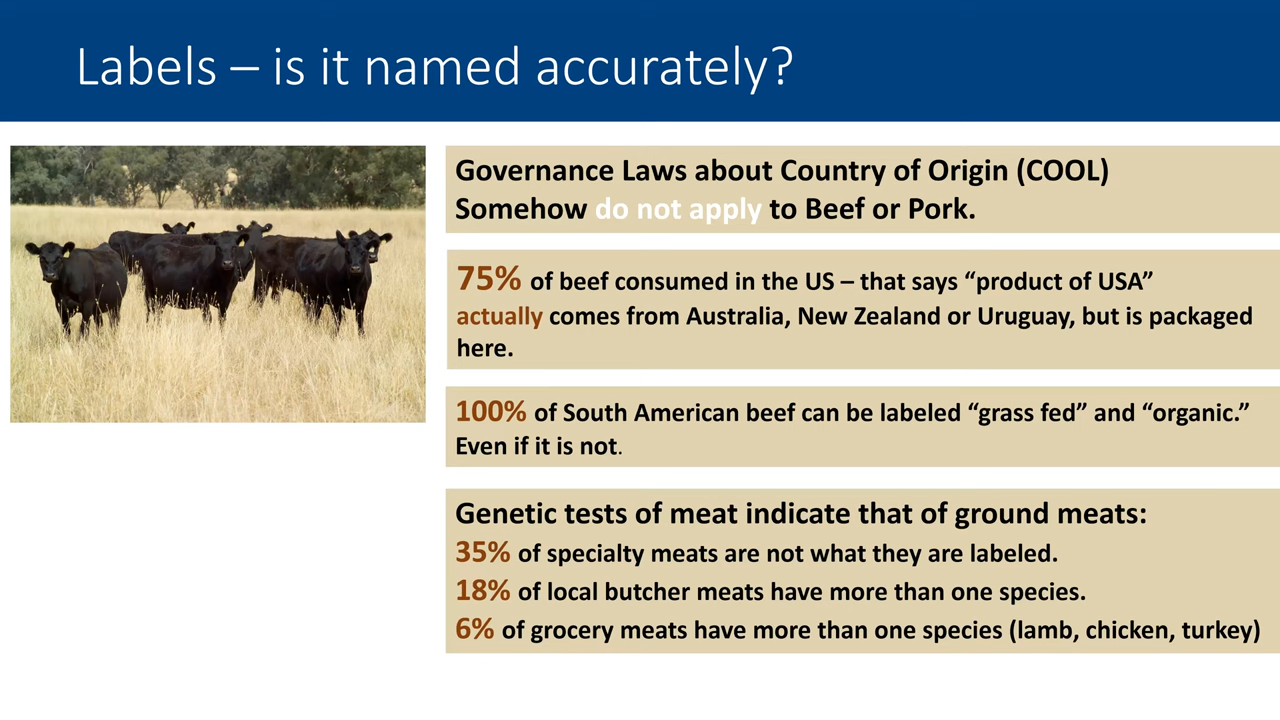 Labels – is it named accurately?
Governance Laws about Country of Origin (COOL)
Somehow do not apply to Beef or Pork.
75% of beef consumed in the US – that says “product of USA”
actually comes from Australia, New Zealand or Uruguay, but is packaged
here.
100% of South American beef can be labeled “grass fed” and “organic.”
Even if it is not.
Genetic tests of meat indicate that of ground meats:
35% of specialty meats are not what they are labeled.
18% of local butcher meats have more than one species.
6% of grocery meats have more than one species (lamb, chicken, turkey)